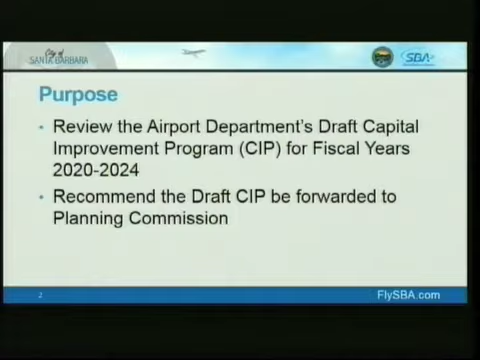 City of
SANTA BARBARA
SBA
Purpose
• Review the Airport Department's Draft Capital
Improvement Program (CIP) for Fiscal Years
2020-2024
• Recommend the Draft CIP be forwarded to
Planning Commission
2
FlySBA.com